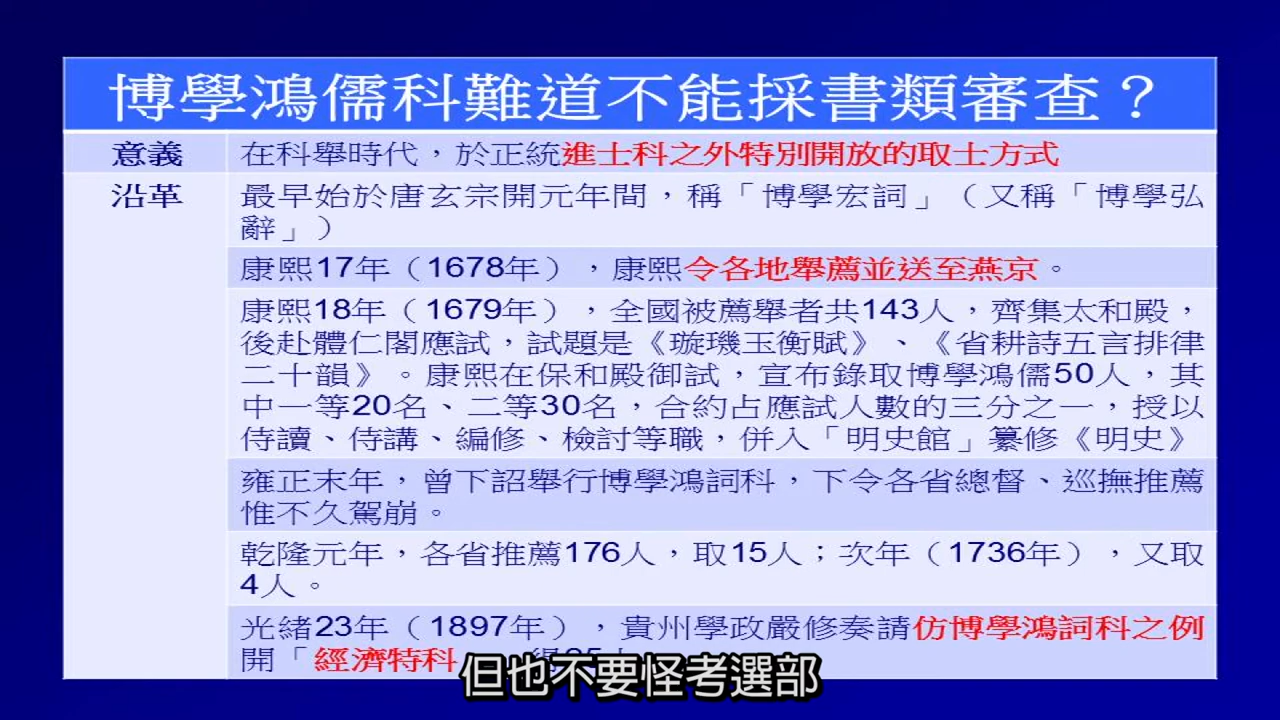 博學鴻儒科難道不能採書類審查？
意義
在科舉時代，於正統進士科之外特別開放的取士方式
沿革
最早始於唐玄宗開元年間，稱「博學宏詞」（又稱「博學弘
辭」）
康熙17年（1678年），康熙令各地舉薦並送至燕京。
康熙18年（1679年），全國被薦舉者共143人，齊集太和殿，
後赴體仁閣應試，試題是《璇璣玉衡賦》、《省耕詩五言排律
二十韻》。康熙在保和殿御試，宣布錄取博學鴻儒50人，其
中一等20名、二等30名，合約占應試人數的三分之一，授以
侍讀、侍講、編修、檢討等職，併入「明史館」纂修《明史》
雍正末年，曾下詔舉行博學鴻詞科，下令各省總督、巡撫推薦
惟不久駕崩。
乾隆元年，各省推薦176人，取15人；次年（1736年），又取
4人。
光緒23年（1897年），貴州學政嚴修奏請仿博學鴻詞科之例
開「經濟特科
但也不要怪考選部